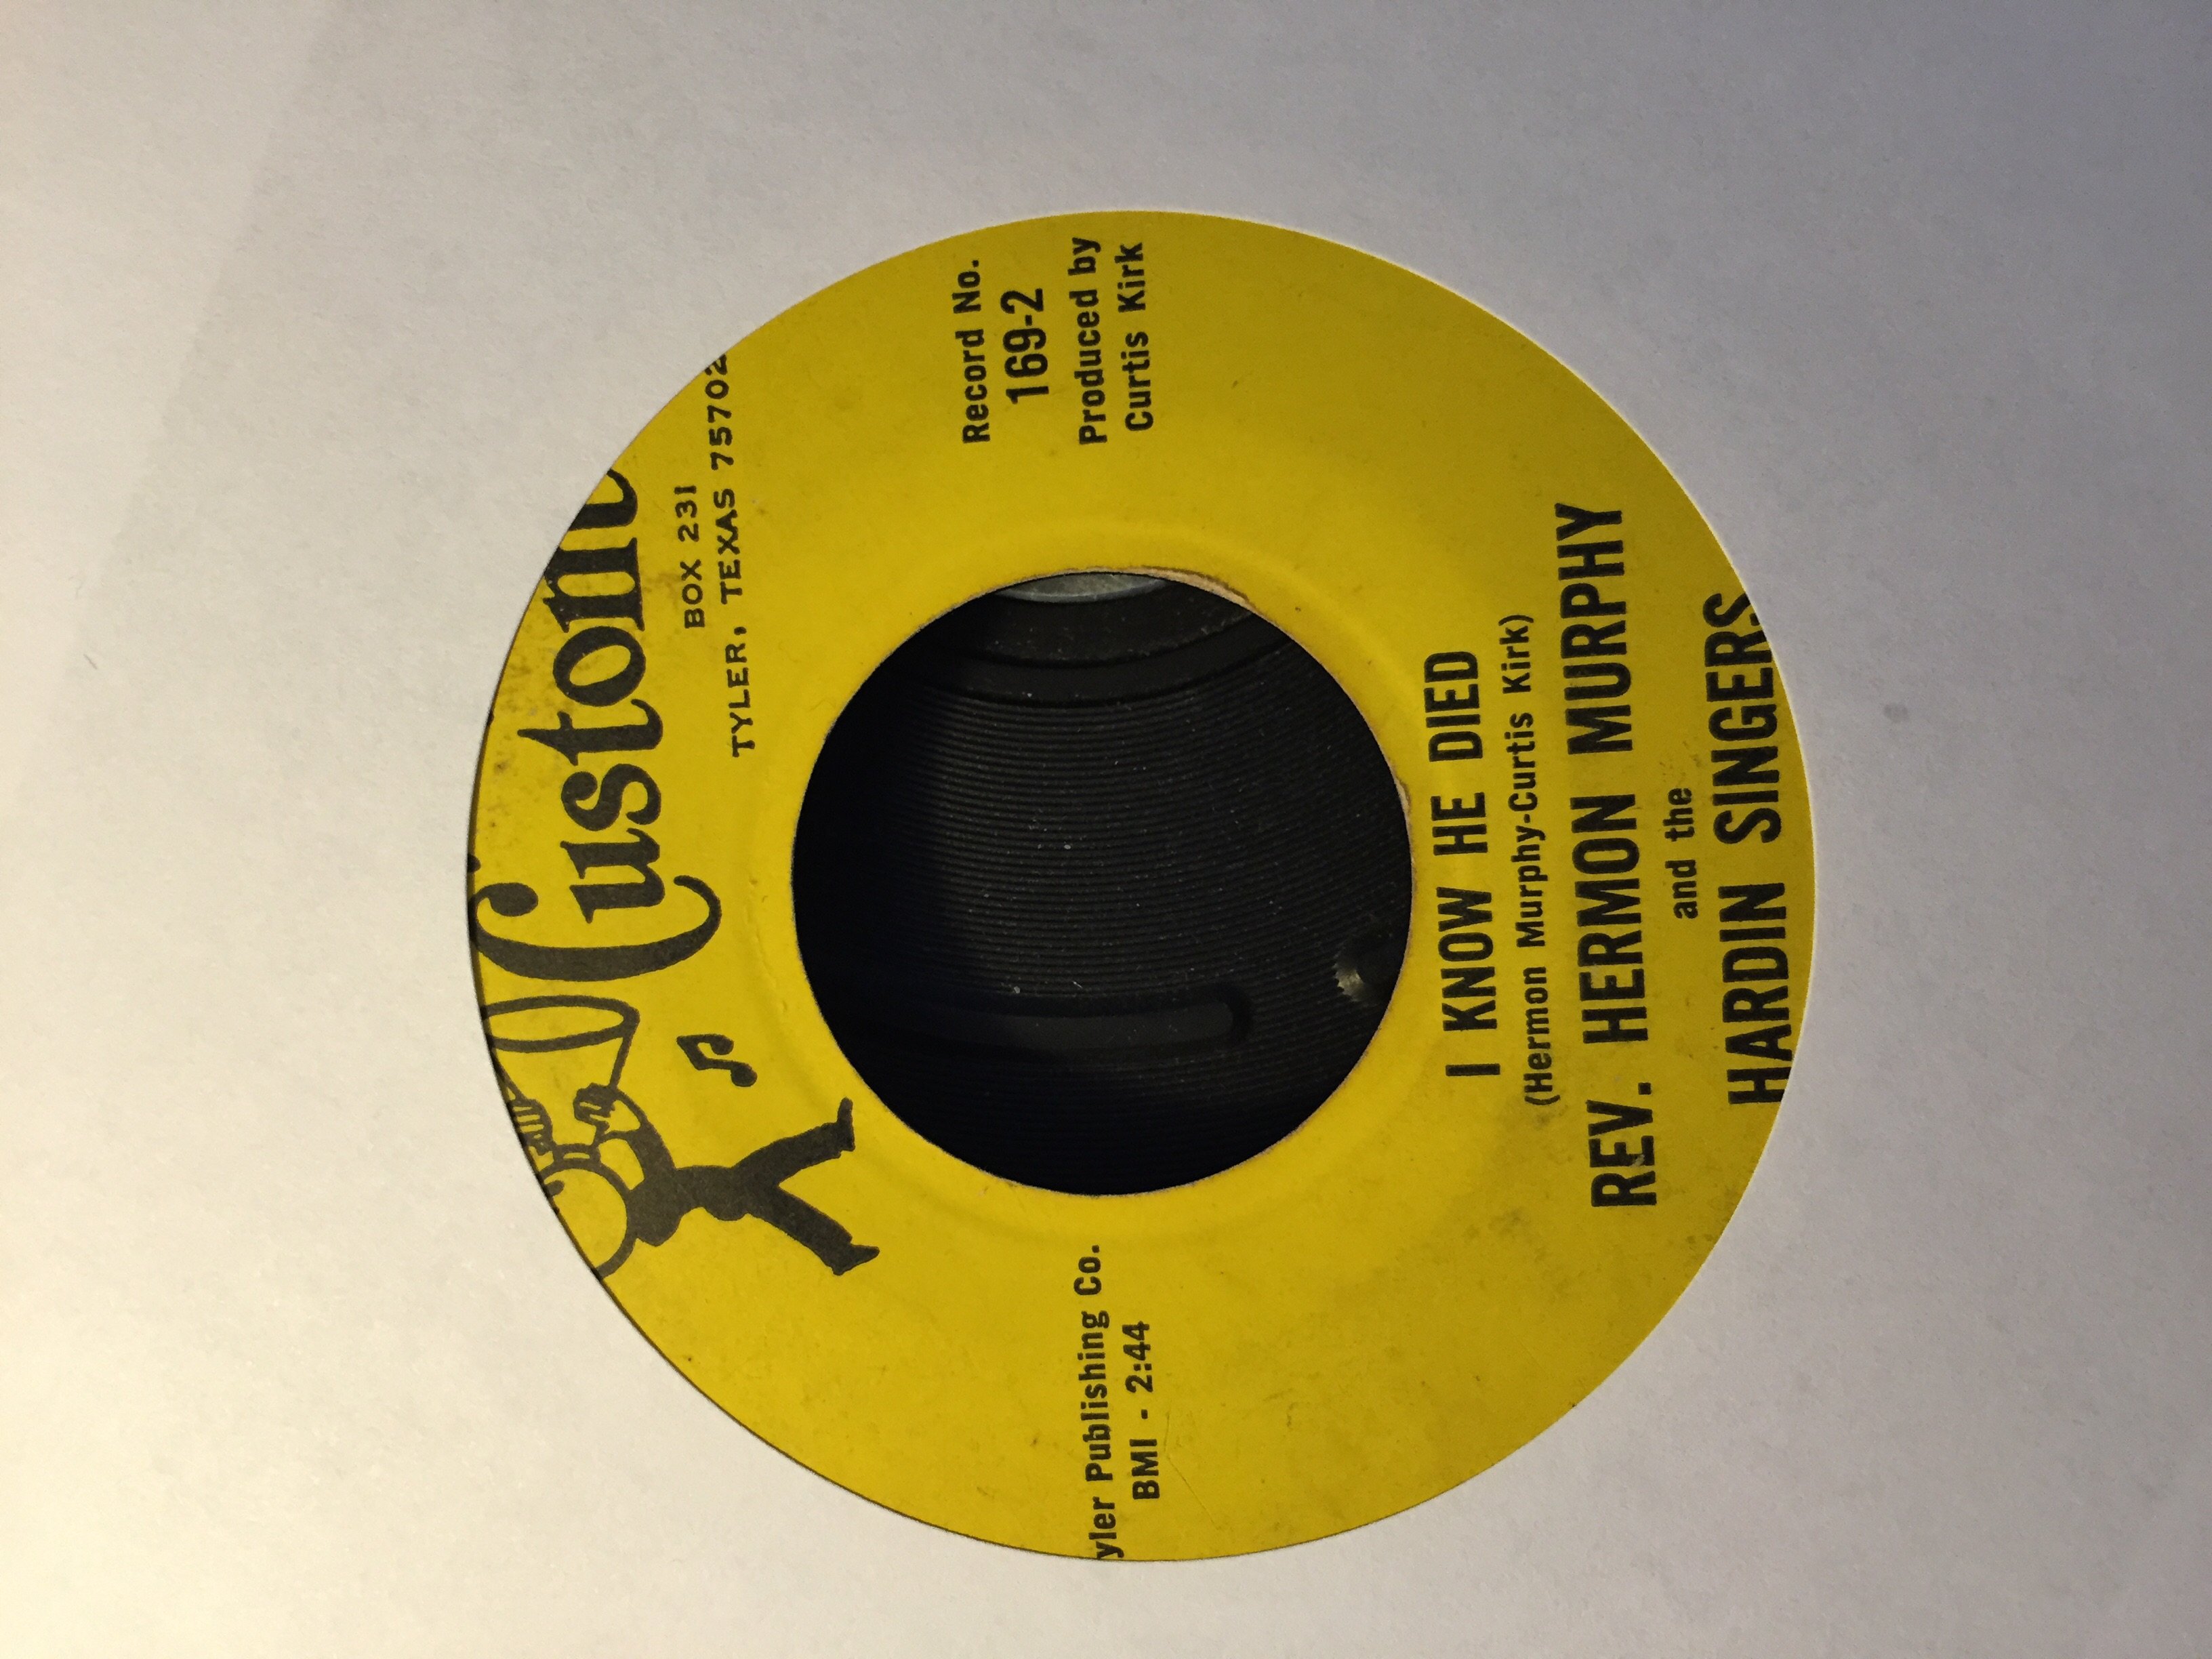 Custom
BOX 231
TYLER, TEXAS 75702
Record No.
169-2
Produced by
Curtis Kirk
yler Publishing Co.
BMI - 2:44
I KNOW HE DIED
(Hermon Murphy-Curtis Kirk)
REV. HERMON MURPHY
and the
HARDIN SINGERS